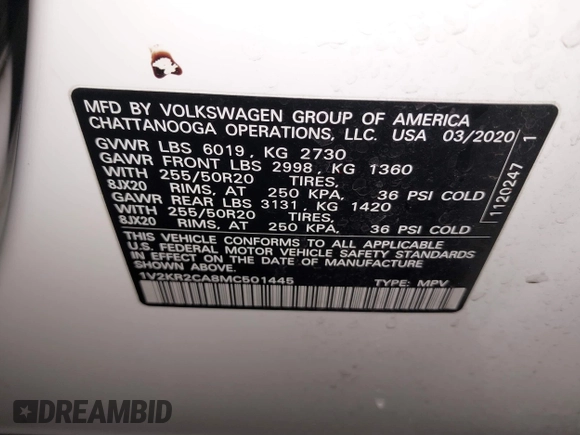 MFD BY VOLKSWAGEN GROUP OF AMERICA
CHATTANOOGA OPERATIONS, LLC. USA 03/2020
GVWR LBS 6019, KG 2730
GAWR FRONT LBS 2998, KG 1360
WITH 255/50R20 TIRES,
8JX20 RIMS, AT 250 KPA, 36 PSI COLD
GAWR REAR LBS 3131, KG 1420
WITH 255/50R20 TIRES,
8JX20 RIMS, AT 250 KPA, 36 PSI COLD
THIS VEHICLE CONFORMS TO ALL APPLICABLE
U.S. FEDERAL MOTOR VEHICLE SAFETY STANDARDS
IN EFFECT ON THE DATE OF MANUFACTURE
SHOWN ABOVE.
1V2KR2CA8MC501445 TYPE: MPV
1120247 1
DREAMBID